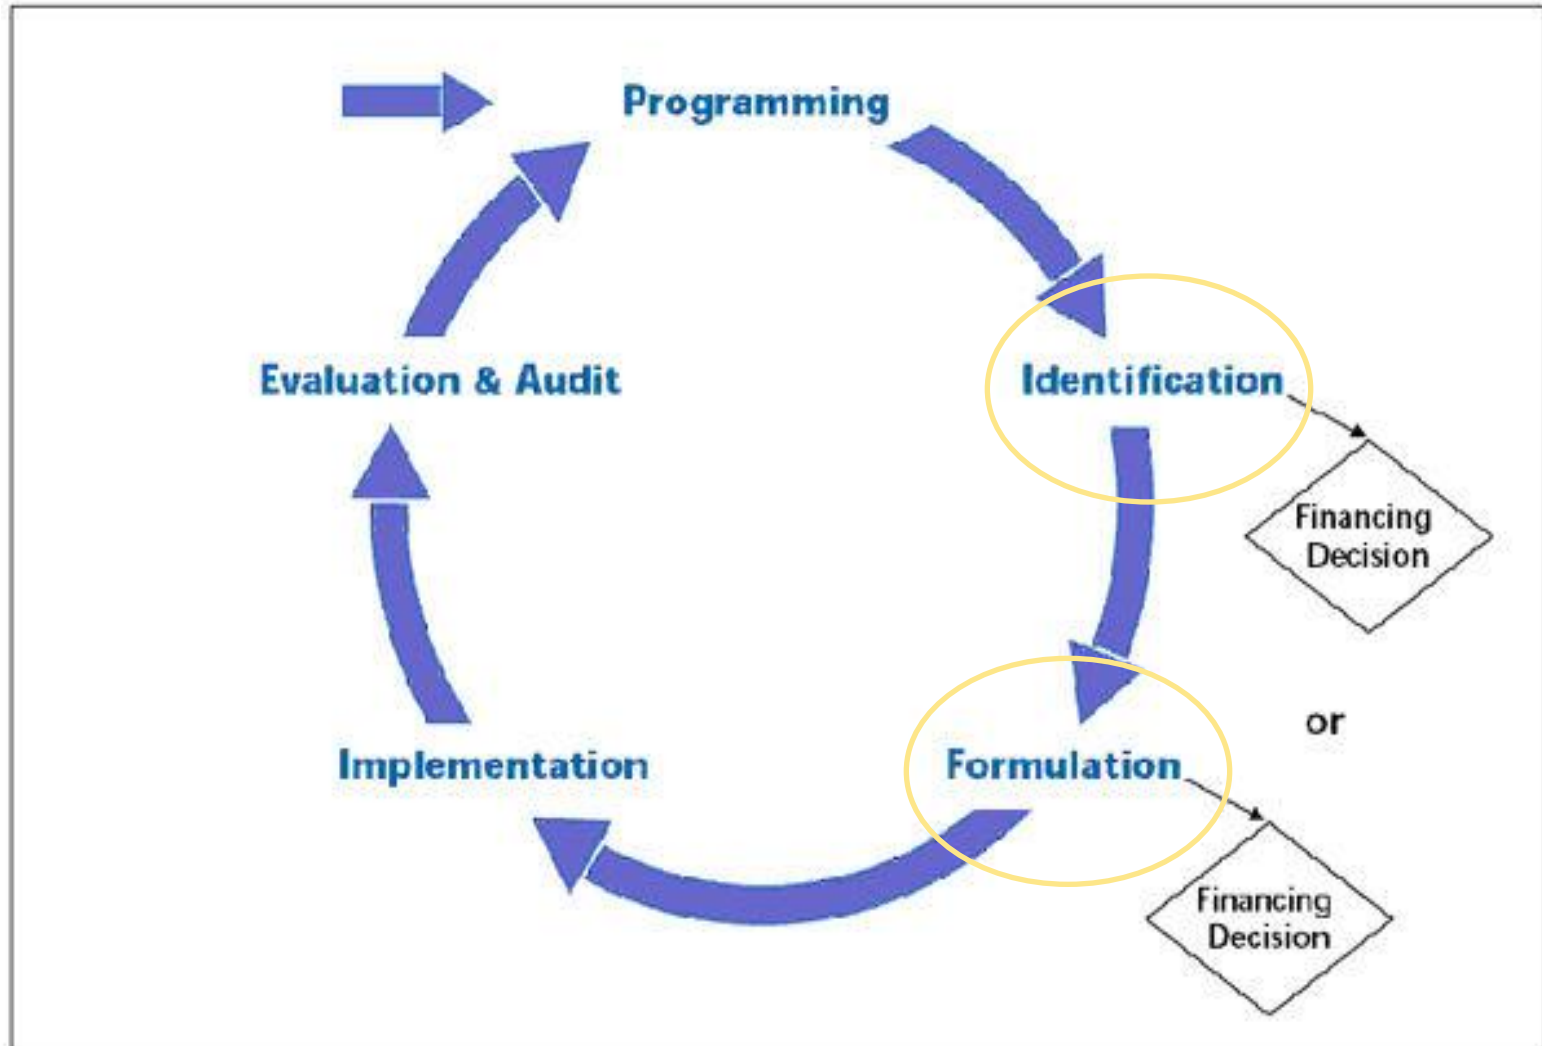 Programming
Evaluation & Audit
Identification
Financing
Decision
or
Implementation
Formulation
Financing
Decision